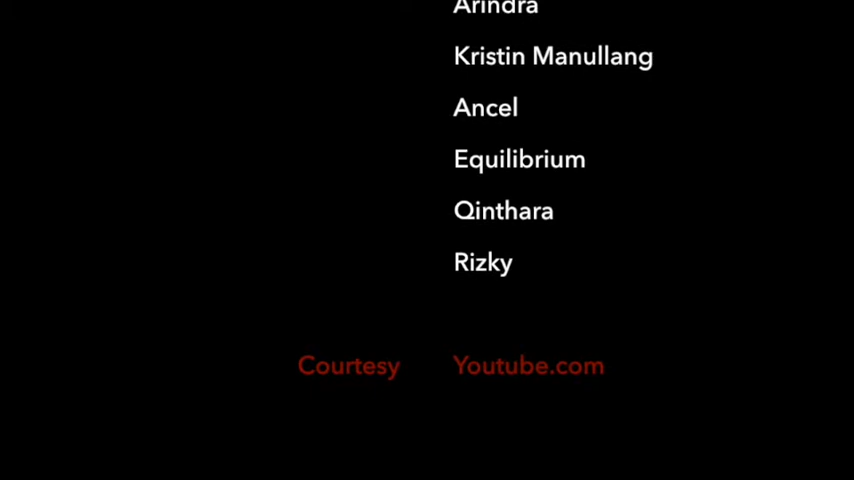 Arindra
Kristin Manullang
Ancel
Equilibrium
Qinthara
Rizky
Courtesy Youtube.com